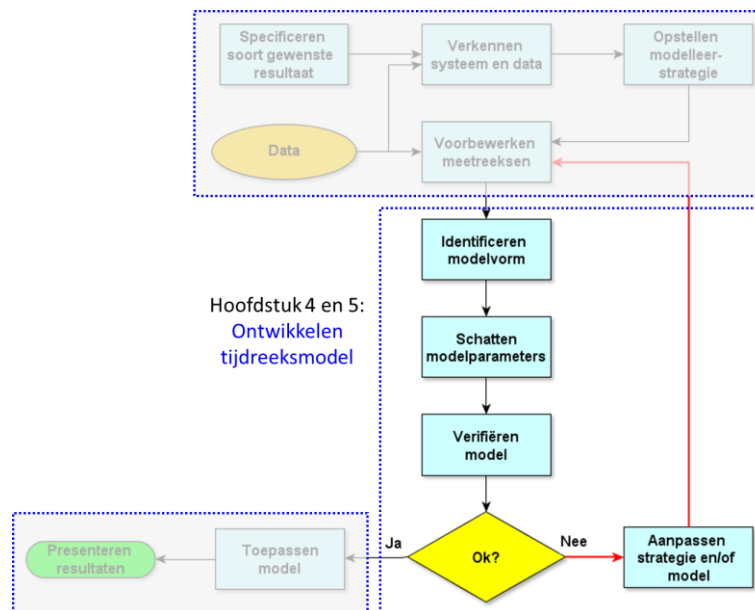 Specificeren
soort gewenste
resultaat
Verkennen
systeem en data
Opstellen
modelleer-
strategie
Data
Voorbewerken
meetreeksen
Identificeren
modelvorm
Hoofdstuk 4 en 5:
Ontwikkelen
tijdreeksmodel
Schatten
modelparameters
Verifiëren
model
Presenteren
resultaten
Toepassen
model
Ja
Ok?
Nee
Aanpassen
strategie en/of
model